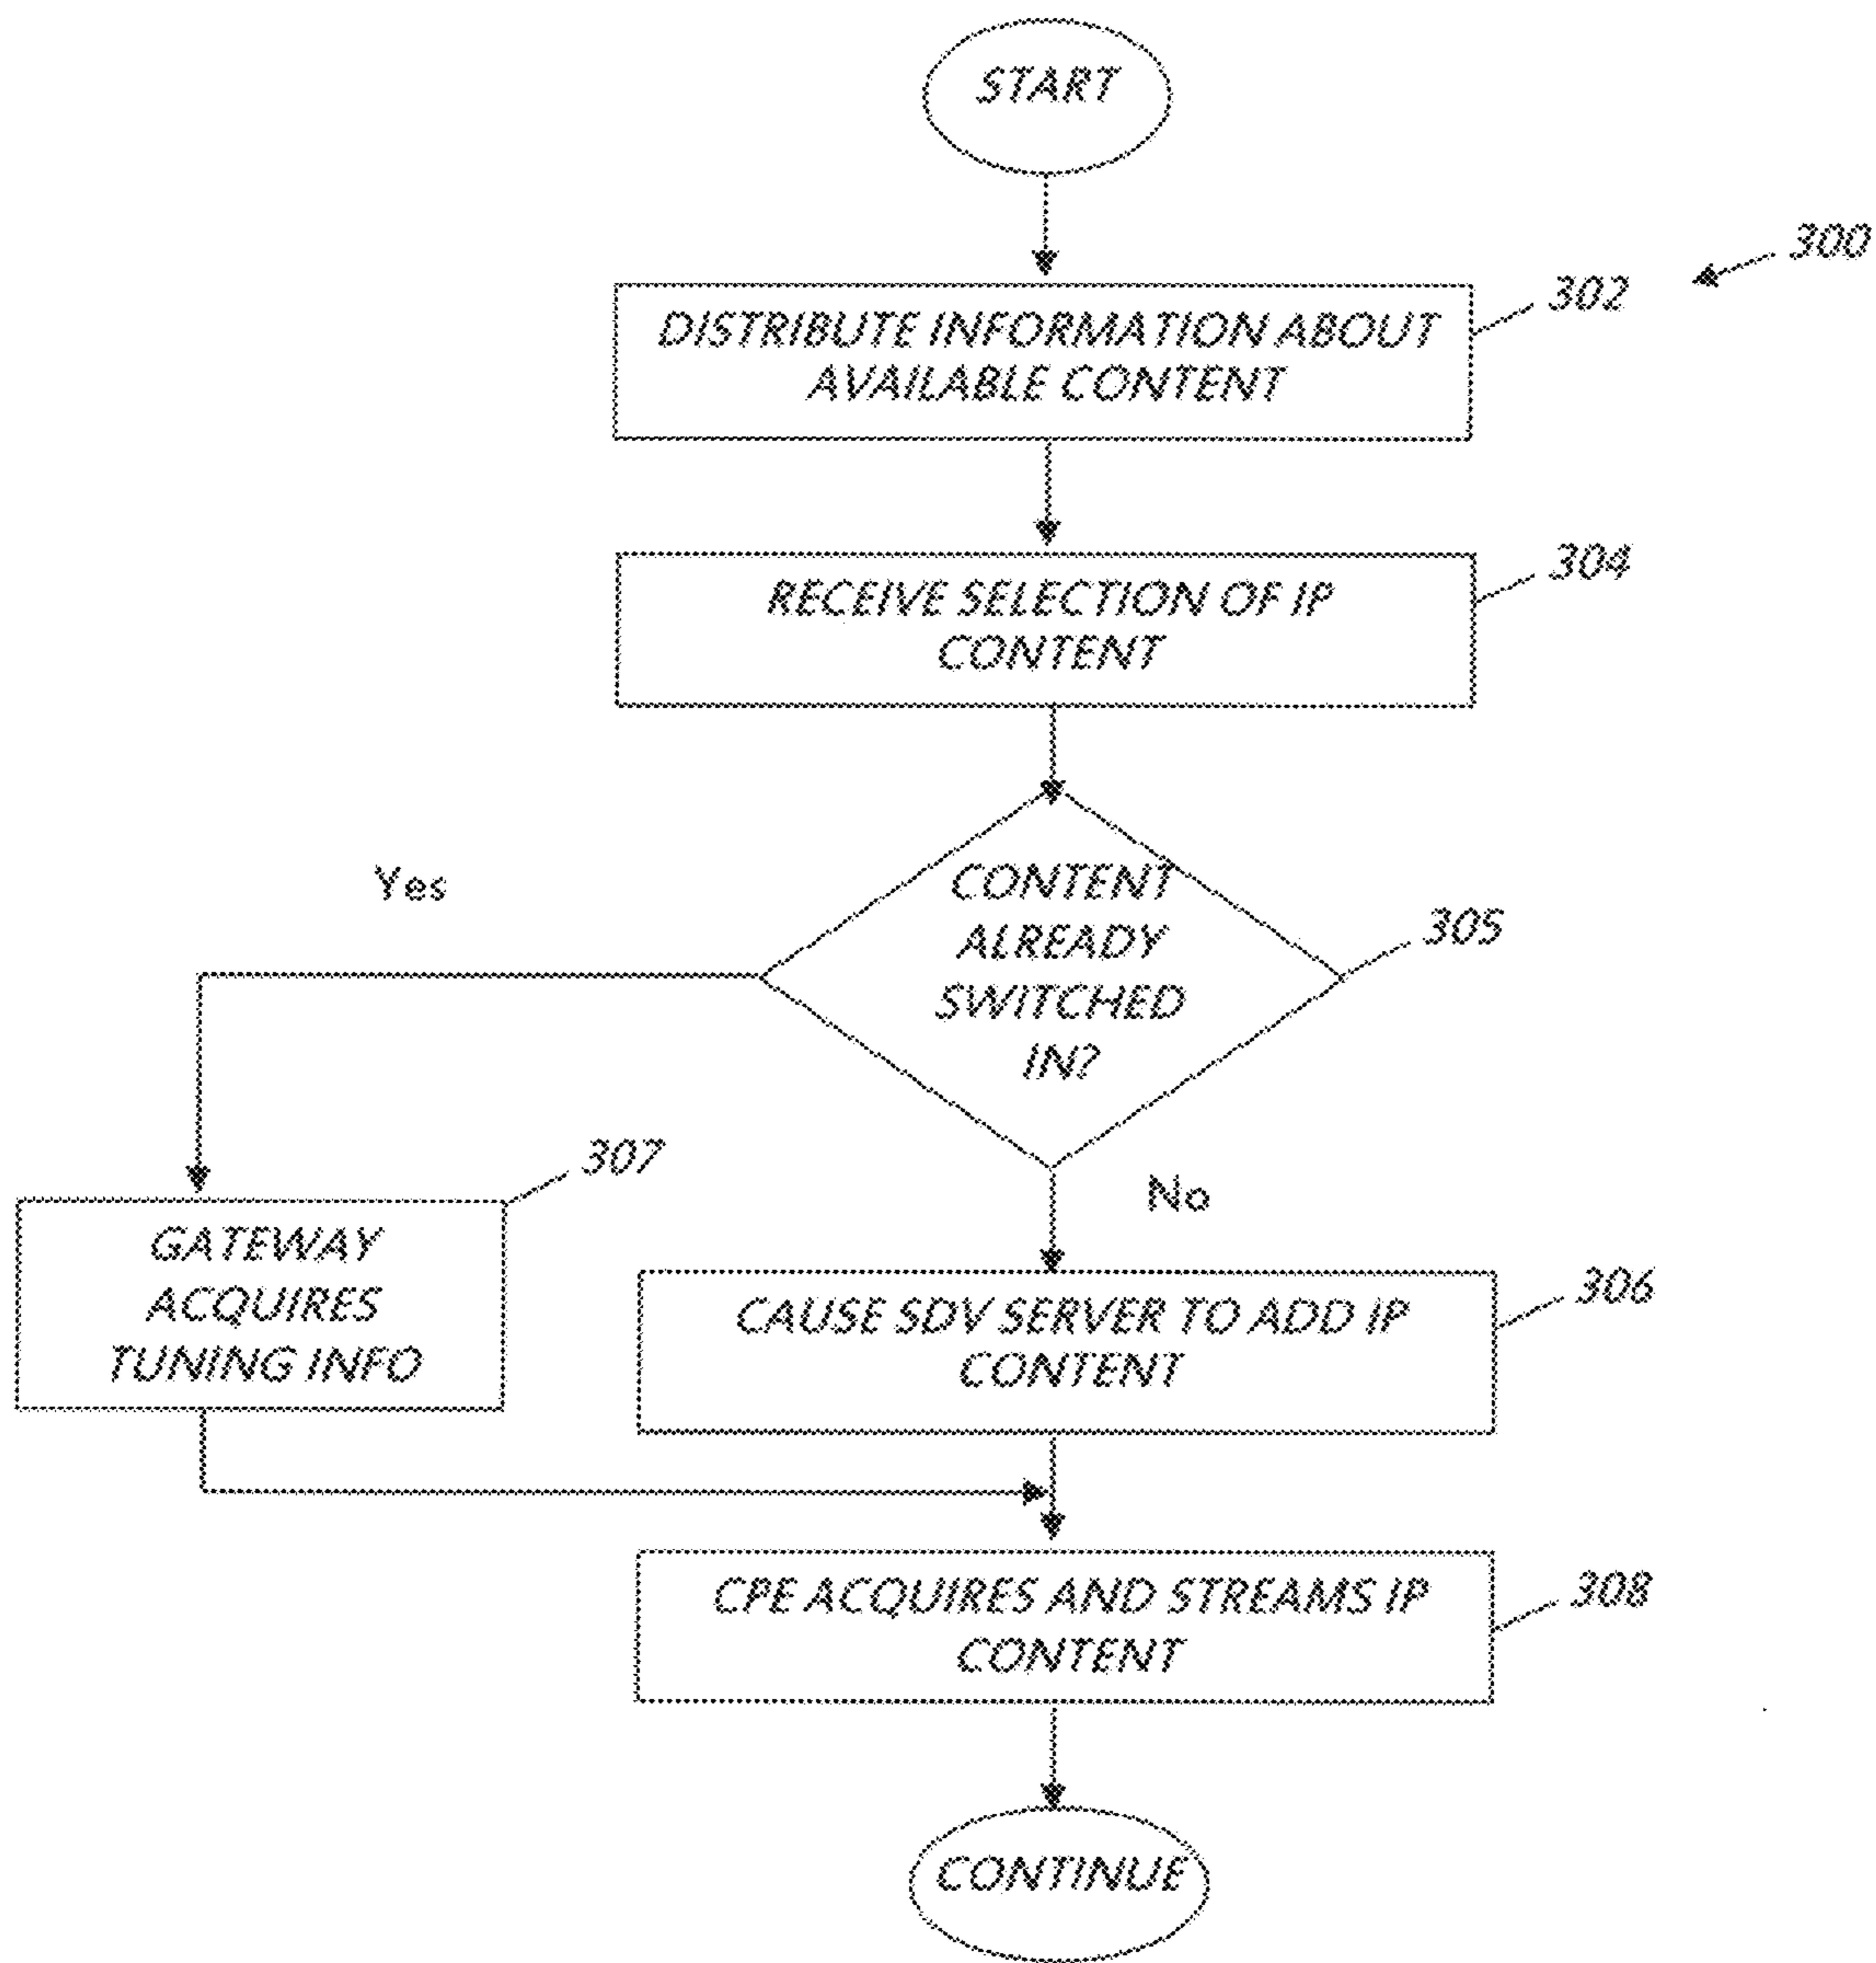 START
300
302
DISTRIBUTE INFORMATION ABOUT
AVAILABLE CONTENT
304
RECEIVE SELECTION OF IP
CONTENT
Yes
CONTENT
ALREADY
SWITCHED
IN?
305
307
No
GATEWAY
ACQUIRES
TUNING INFO
306
CAUSE SDV SERVER TO ADD IP
CONTENT
308
CPE ACQUIRES AND STREAMS IP
CONTENT
CONTINUE